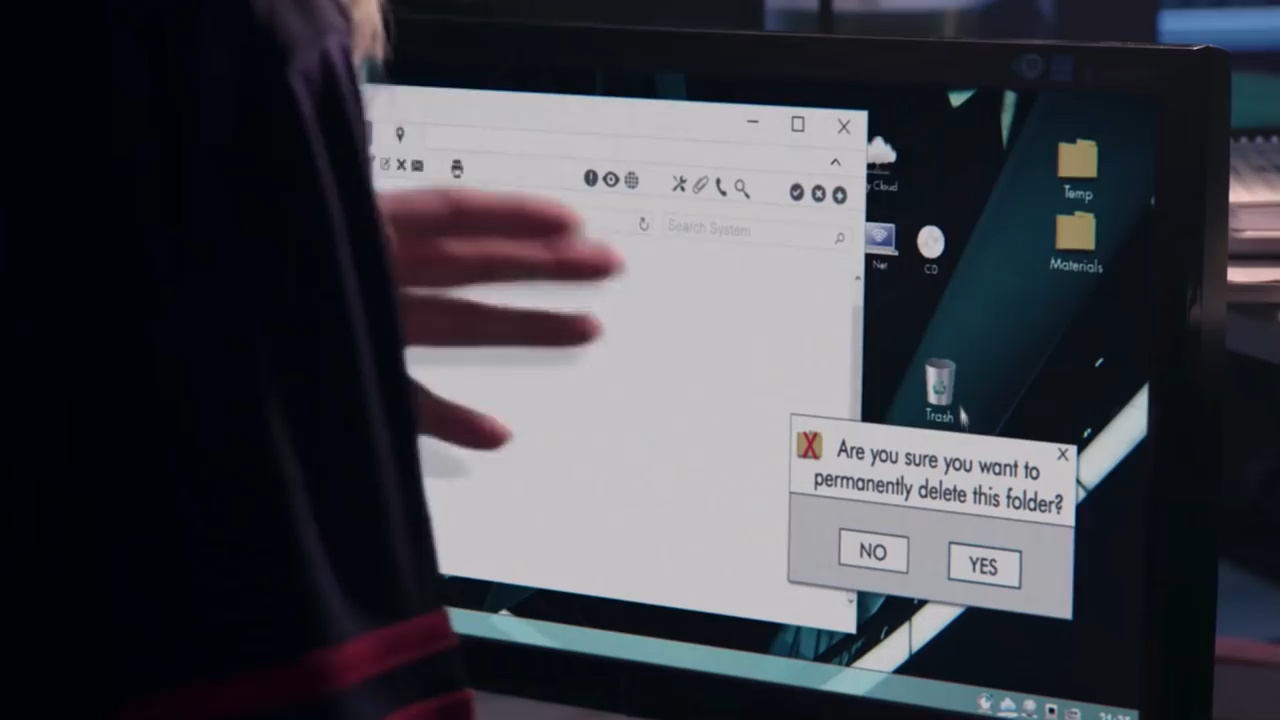 Search System
y Cloud
Net
CD
Temp
Materials
Trash
Are you sure you want to
permanently delete this folder?
NO
YES